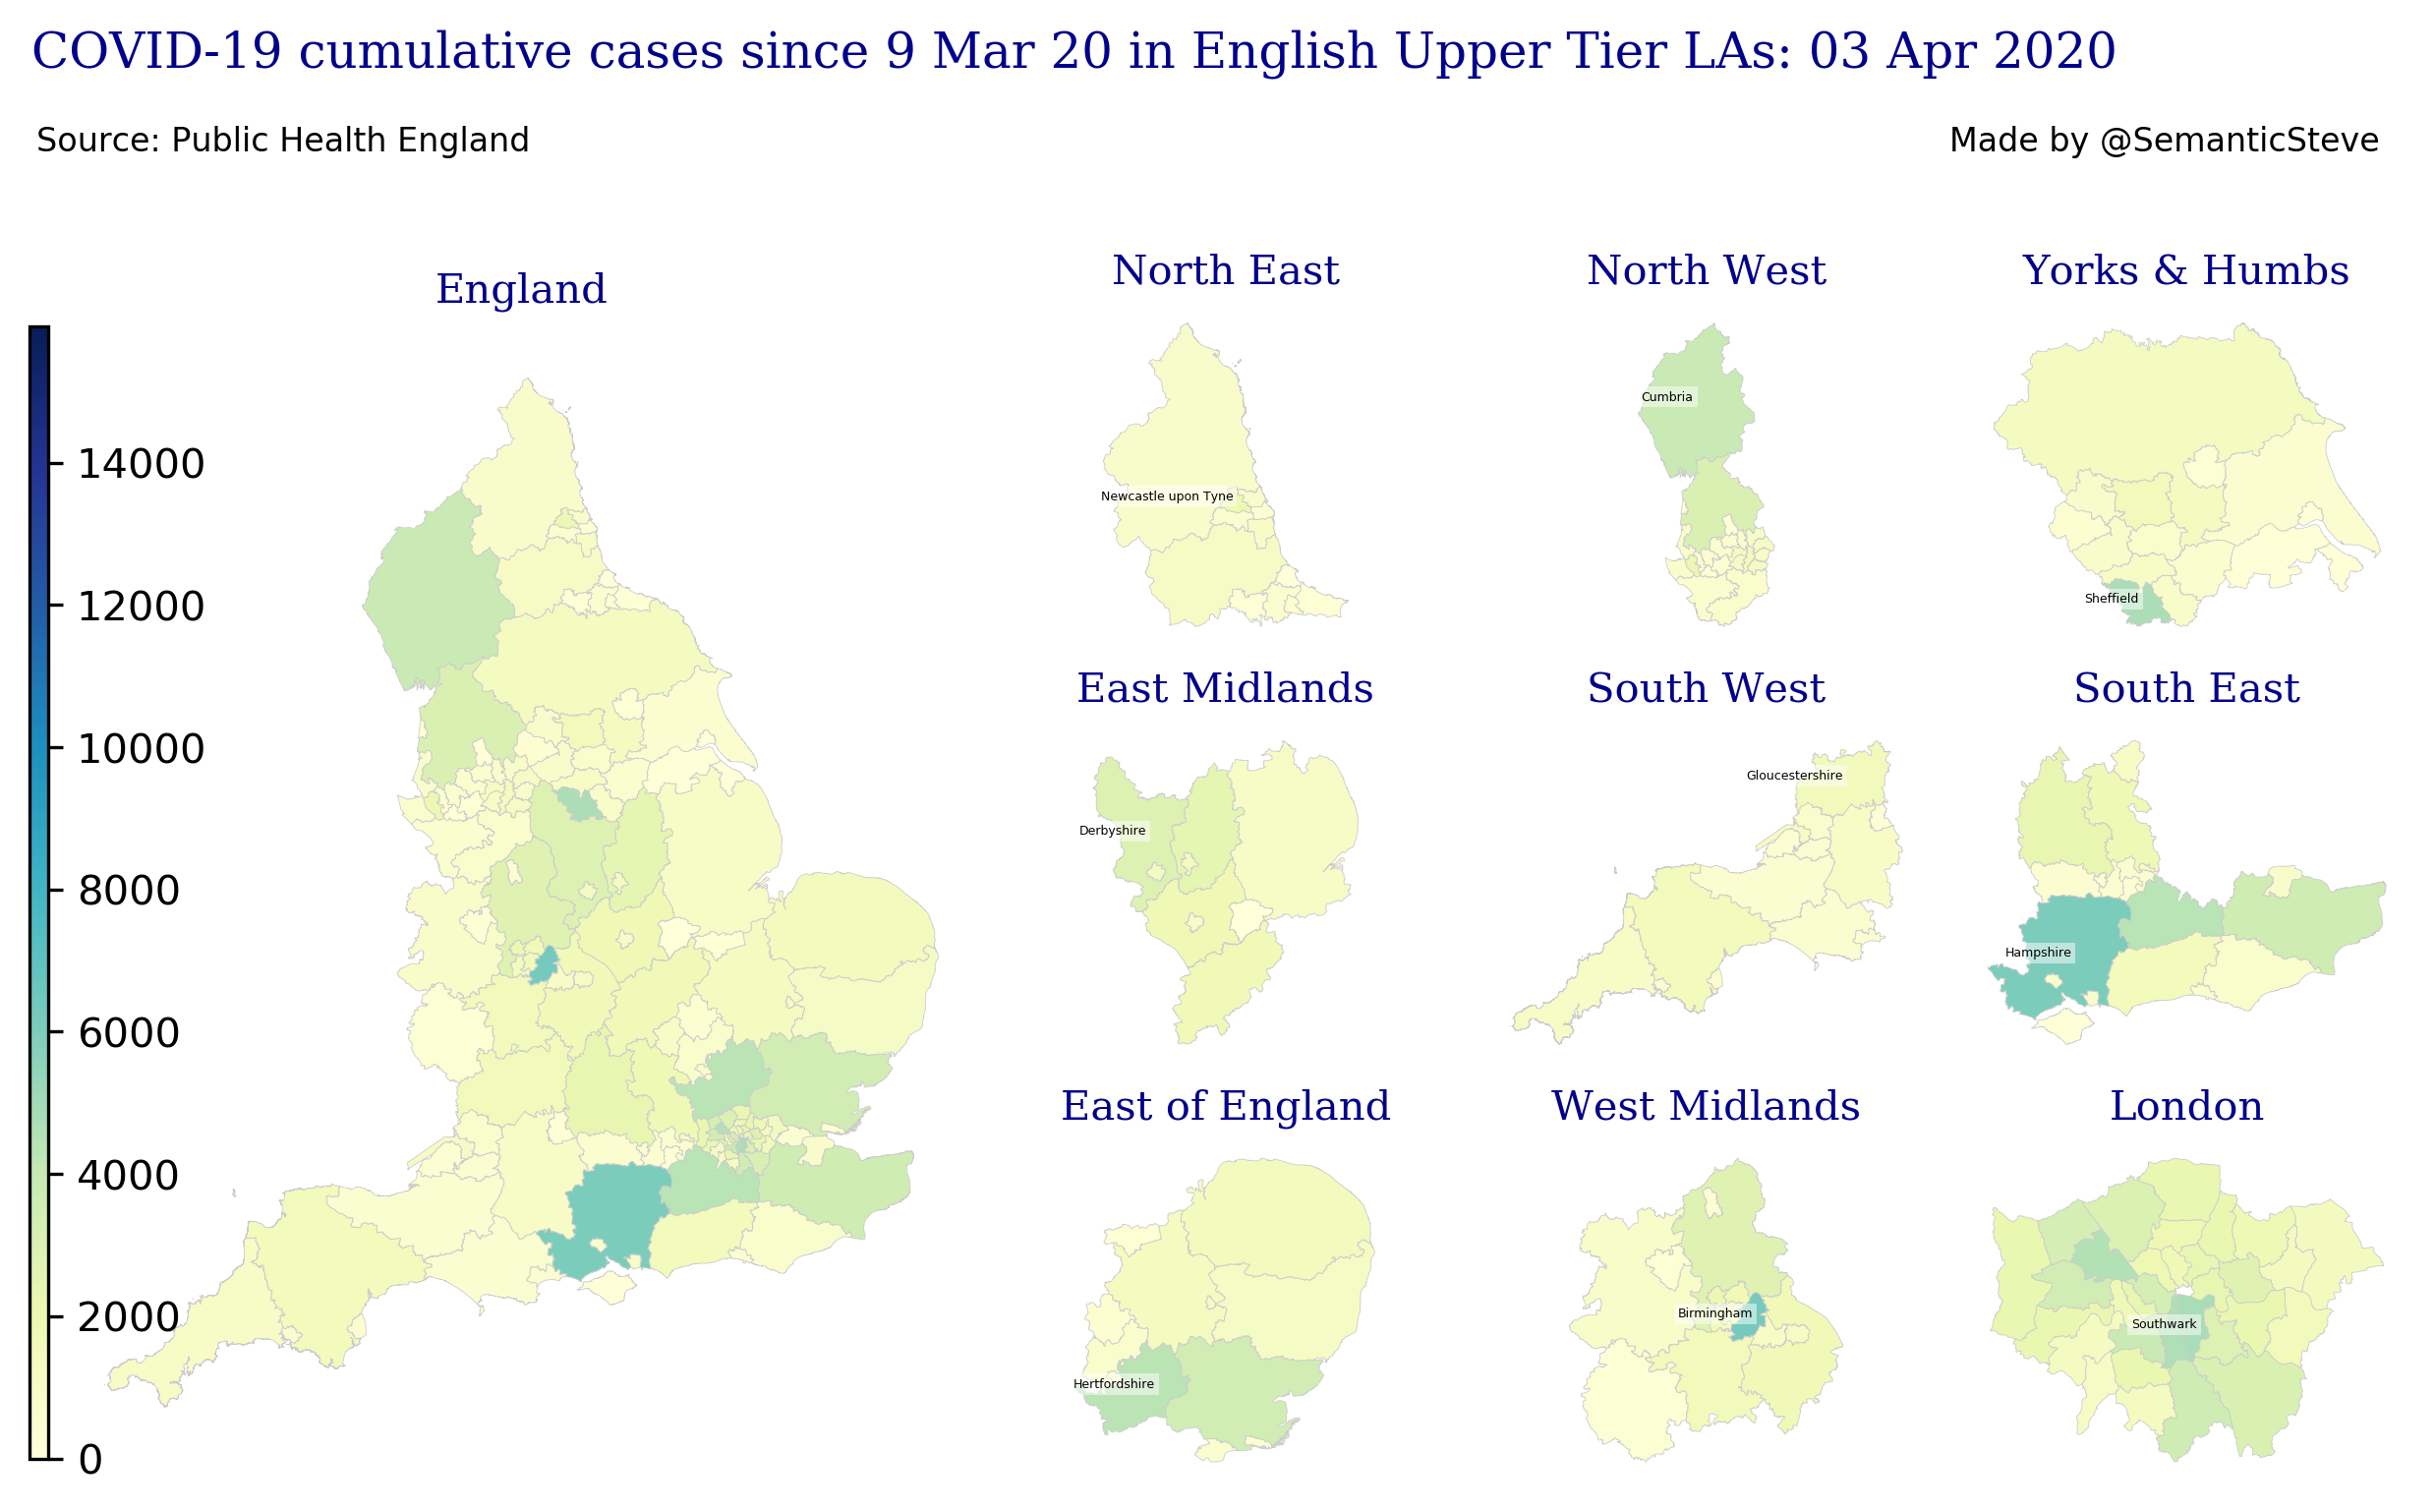 COVID-19 cumulative cases since 9 Mar 20 in English Upper Tier LAs: 03 Apr 2020
Source: Public Health England
Made by @SemanticSteve
England
14000
12000
10000
8000
6000
4000
2000
0
North East
Newcastle upon Tyne
North West
Cumbria
Yorks & Humbs
Sheffield
East Midlands
Derbyshire
South West
Gloucestershire
South East
Hampshire
East of England
Hertfordshire
West Midlands
Birmingham
London
Southwark